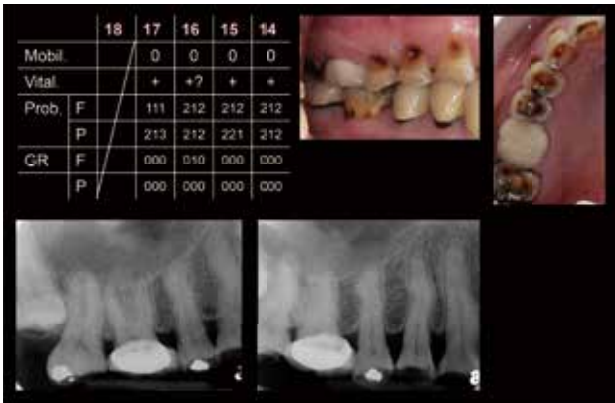 18 17 16 15 14
Mobil. 0 0 0 0
Vital. + +? + +
Prob. F 111 212 212 212
P 213 212 221 212
GR F 000 010 000 000
P 000 000 000 000
a